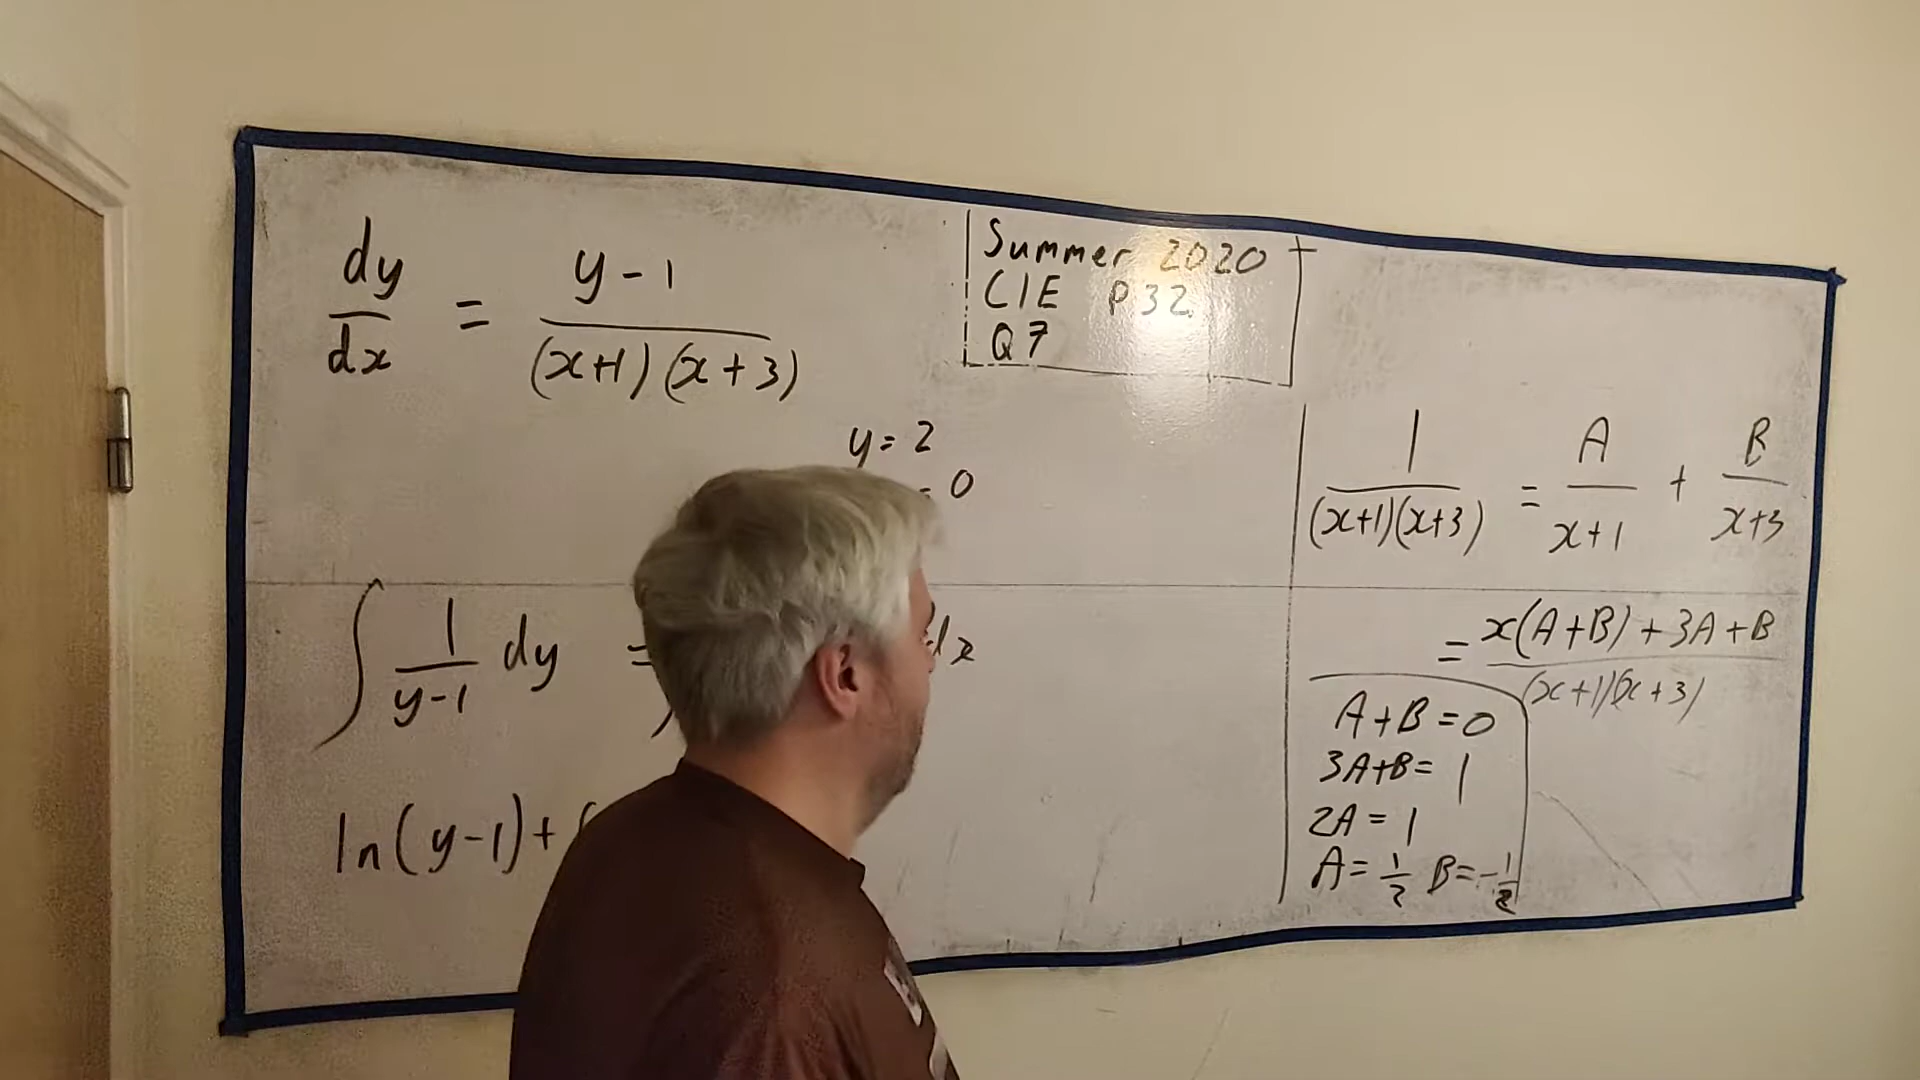 dy/dx = y-1/(x+1)(x+3)
Summer 2020
CIE P32
Q7
y=2
= 0
∫ 1/y-1 dy =
dx
ln(y-1)+
1/(x+1)(x+3) = A/x+1 + B/x+3
= x(A+B)+3A+B/(x+1)(x+3)
A+B=0
3A+B=1
2A=1
A=1/2 B=-1/2